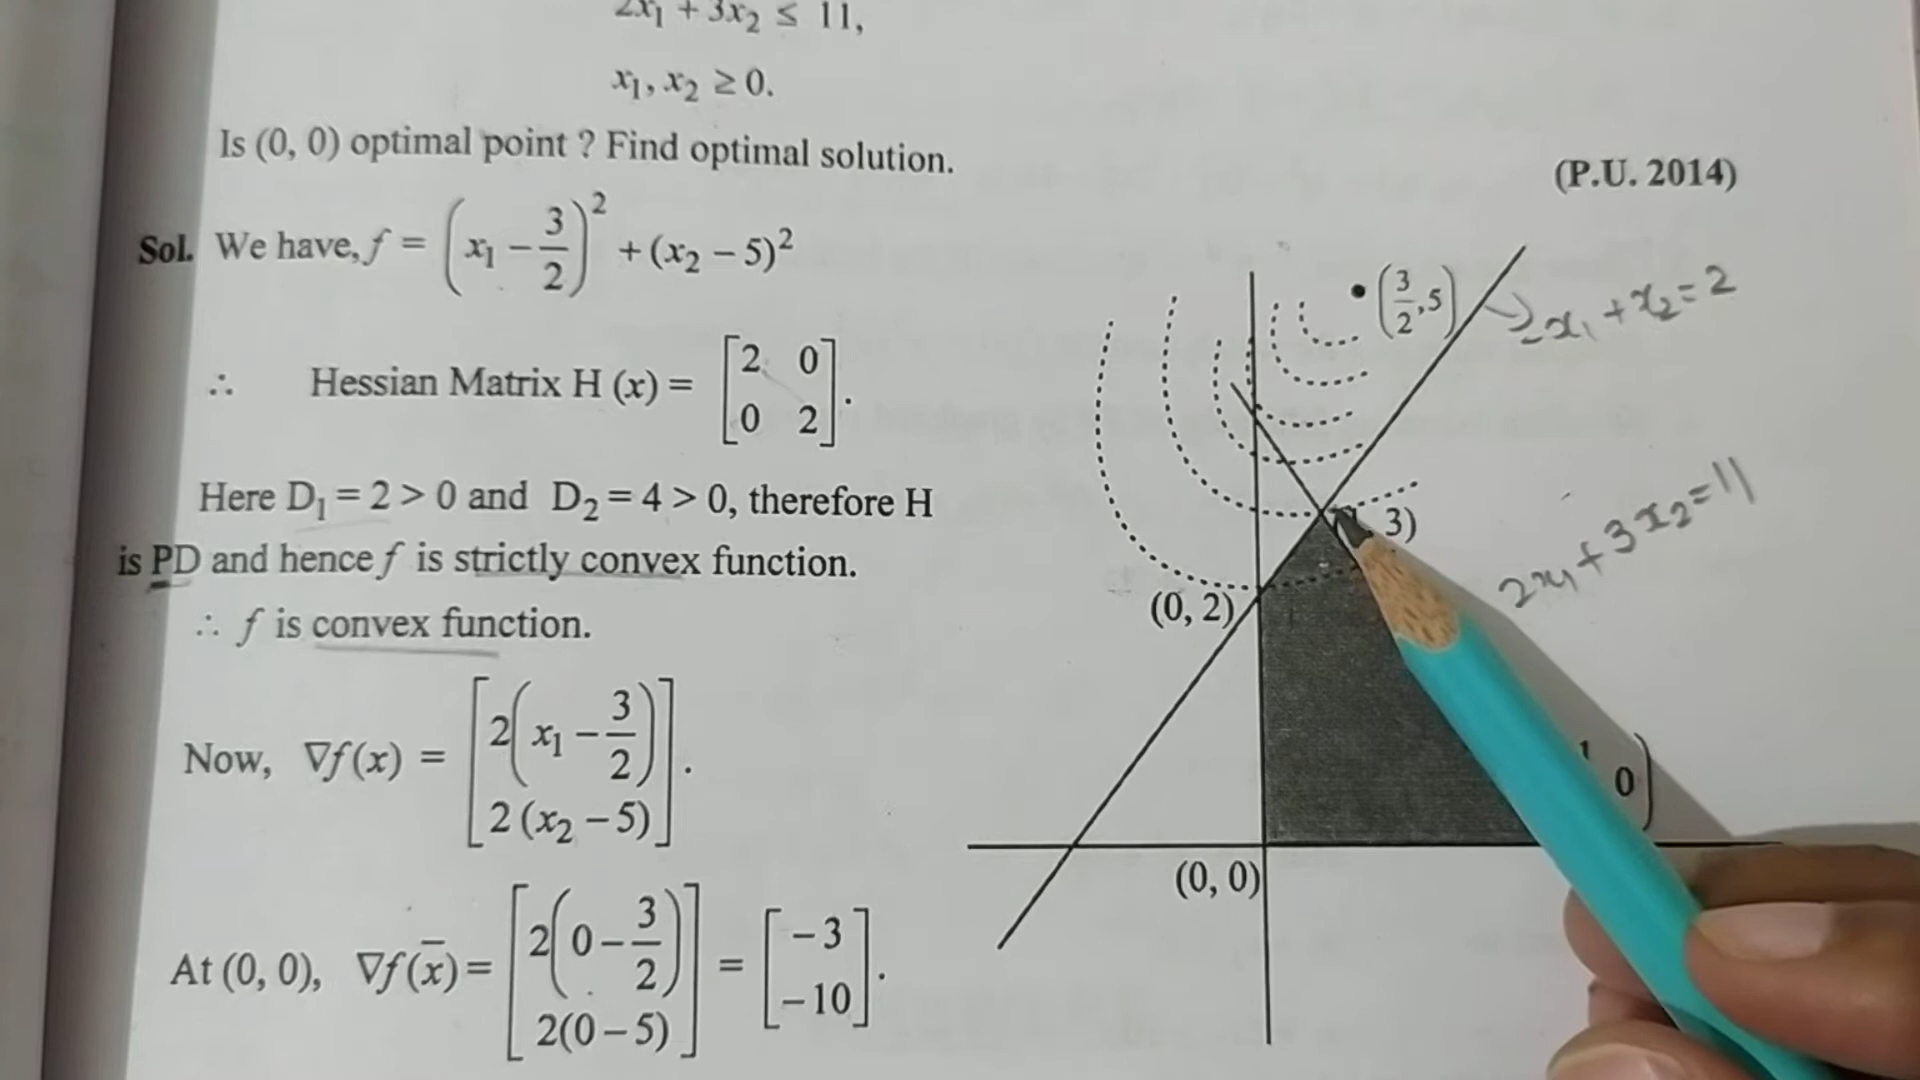 2x₁ + 3x₂ ≤ 11,
x₁, x₂ ≥ 0.
Is (0, 0) optimal point ? Find optimal solution.
(P.U. 2014)
Sol. We have, f = (x₁ − 3/2)² + (x₂ − 5)²
∴ Hessian Matrix H (x) = [2 0
0 2].
Here D₁ = 2 > 0 and D₂ = 4 > 0, therefore H
is PD and hence f is strictly convex function.
∴ f is convex function.
Now, ∇f(x) = [2(x₁ − 3/2)
2 (x₂ − 5)].
At (0, 0), ∇f(x̄) = [2(0 − 3/2)
2(0 − 5)] = [−3
−10].
(3/2, 5)
-x₁ + x₂ = 2
3)
2x₁ + 3x₂ = 11
(0, 2)
0)
(0, 0)